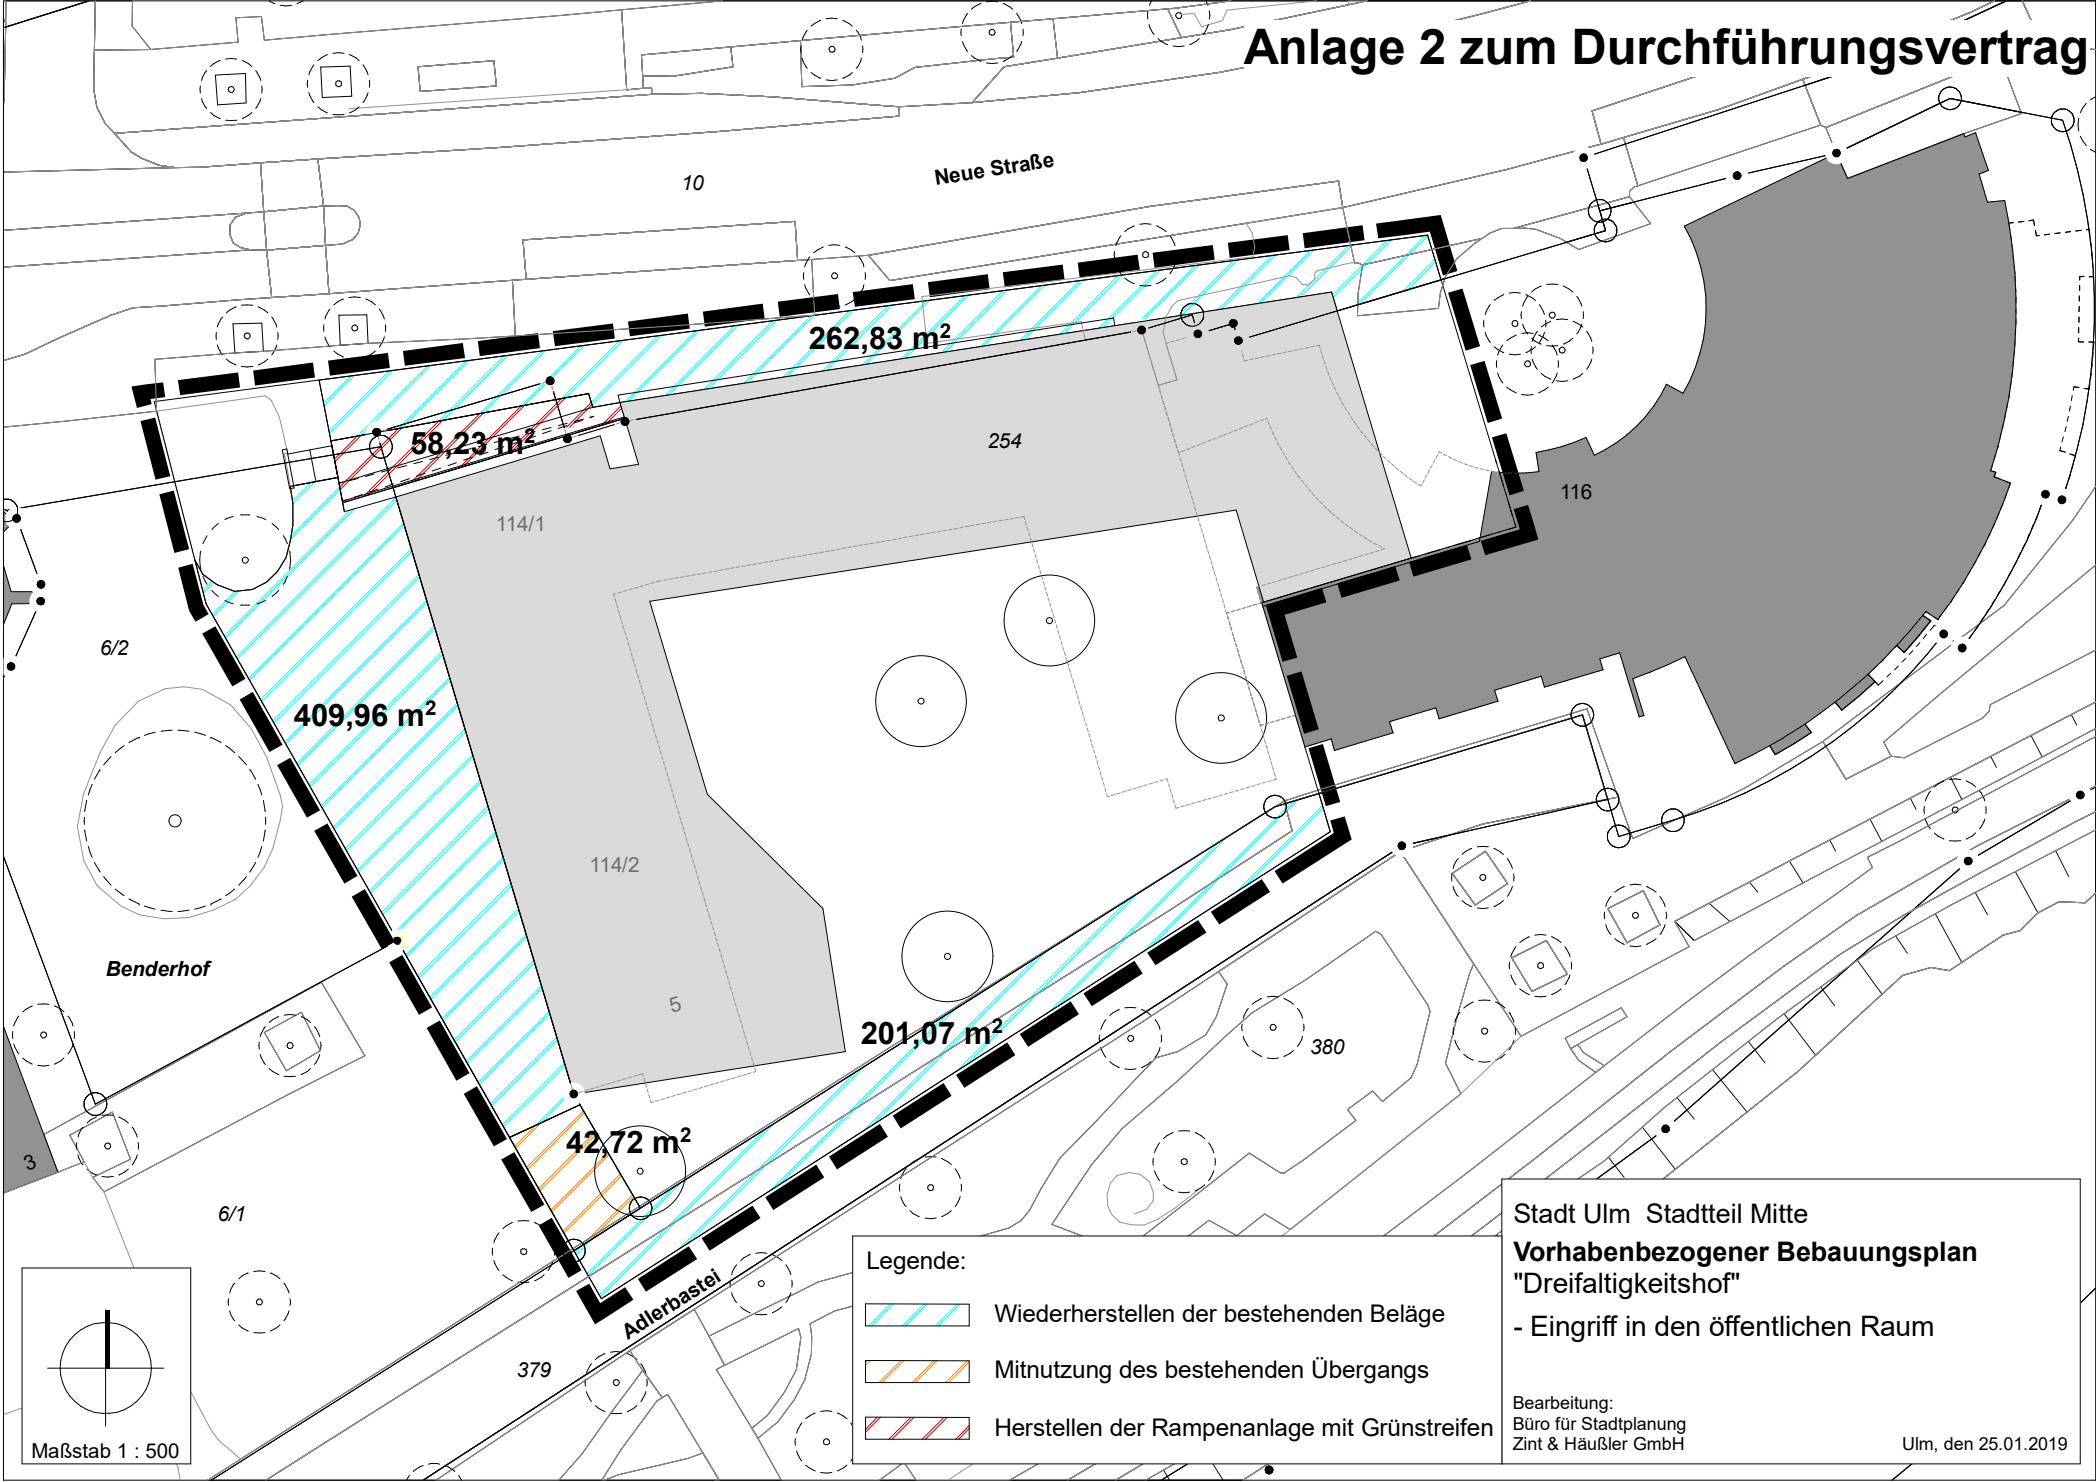 Anlage 2 zum Durchführungsvertrag
Neue Straße
10
262,83 m²
58,23 m²
254
116
114/1
6/2
409,96 m²
114/2
Benderhof
5
201,07 m²
380
42,72 m²
3
6/1
Adlerbastei
379
Maßstab 1 : 500
Legende:
Wiederherstellen der bestehenden Beläge
Mitnutzung des bestehenden Übergangs
Herstellen der Rampenanlage mit Grünstreifen
Stadt Ulm Stadtteil Mitte
Vorhabenbezogener Bebauungsplan
"Dreifaltigkeitshof"
- Eingriff in den öffentlichen Raum
Bearbeitung:
Büro für Stadtplanung
Zint & Häußler GmbH
Ulm, den 25.01.2019